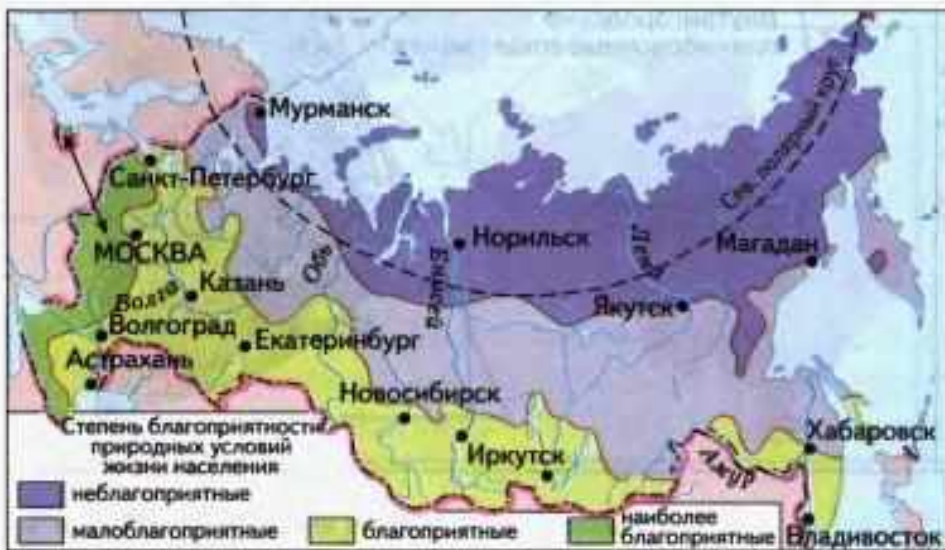 Мурманск
Сев. полярный круг
Санкт-Петербург
МОСКВА
Обь
Енисей
Норильск
Лена
Магадан
Волга
Казань
Якутск
Волгоград
Екатеринбург
Астрахань
Новосибирск
Иркутск
Амур
Хабаровск
Владивосток
Степень благоприятности
природных условий
жизни населения
неблагоприятные
малоблагоприятные
благоприятные
наиболее
благоприятные